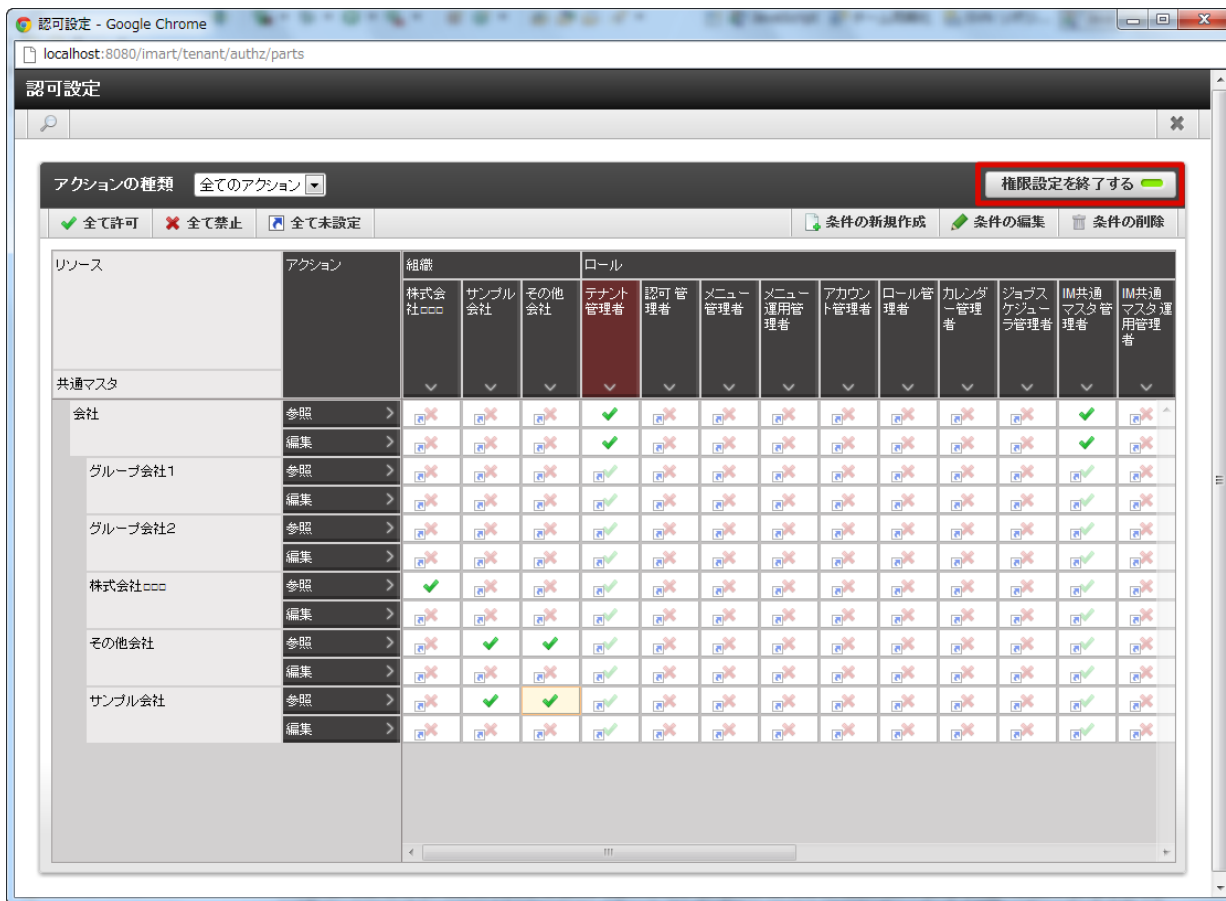 認可設定 - Google Chrome
localhost:8080/imart/tenant/authz/parts
認可設定
アクションの種類 全てのアクション 権限設定を終了する
全て許可 全て禁止 全て未設定 条件の新規作成 条件の編集 条件の削除
リソース アクション 組織 ロール
株式会社□□□ サンプル会社 その他会社 テナント管理者 認可管理者 メニュー管理者 メニュー運用管理者 アカウント管理者 ロール管理者 カレンダー管理者 ジョブスケジューラ管理者 IM共通マスタ管理者 IM共通マスタ運用管理者
共通マスタ
会社 参照
編集
グループ会社1 参照
編集
グループ会社2 参照
編集
株式会社□□□ 参照
編集
その他会社 参照
編集
サンプル会社 参照
編集